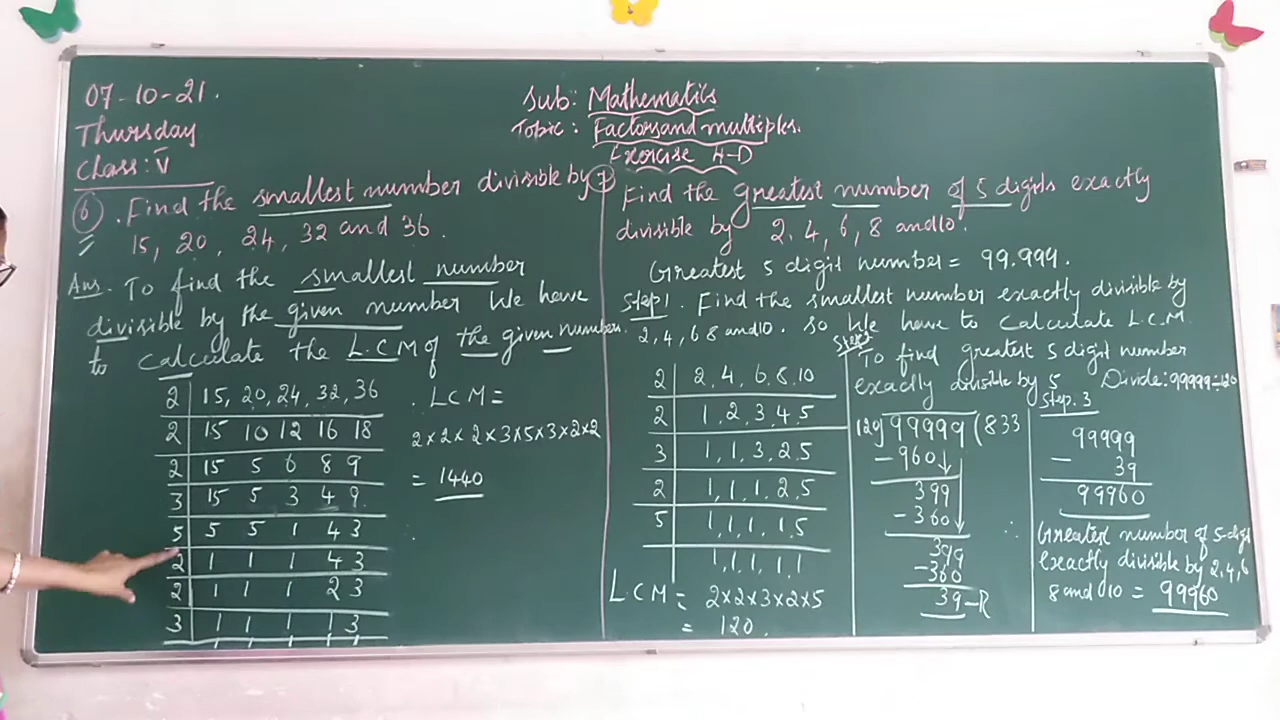 07-10-21.
Thursday
Class: V
Sub: Mathematics
Topic: Factors and multiples.
Exercise 4-D
6. Find the smallest number divisible by
15, 20, 24, 32 and 36.
Ans. To find the smallest number
divisible by the given number We have
to calculate the L.C.M of the given number.
2 | 15, 20, 24, 32, 36
2 | 15 10 12 16 18
2 | 15 5 6 8 9
3 | 15 5 3 4 9
5 | 5 5 1 4 3
2 | 1 1 1 4 3
2 | 1 1 1 2 3
3 | 1 1 1 1 3
. LCM =
2×2×2×3×5×3×2×2
= 1440
7 Find the greatest number of 5 digits exactly
divisible by 2, 4, 6, 8 and 10.
Greatest 5 digit number = 99,999.
Step 1. Find the smallest number exactly divisible by
2, 4, 6 8 and 10. So We have to calculate L.C.M
2 | 2, 4, 6, 8, 10
2 | 1, 2, 3, 4, 5
3 | 1, 1, 3, 2, 5
2 | 1, 1, 1, 2, 5
5 | 1, 1, 1, 1, 5
1, 1, 1, 1, 1
LCM = 2×2×3×2×5
= 120.
Step 2
To find greatest 5 digit number
exactly divisible by 5 Divide: 99999÷120
120) 99999 (833
- 960
399
- 360
399
- 360
39 - R
Step. 3
99999
- 39
99960
∴ Greatest number of 5-digit
exactly divisible by 2, 4, 6
8 and 10 = 99960